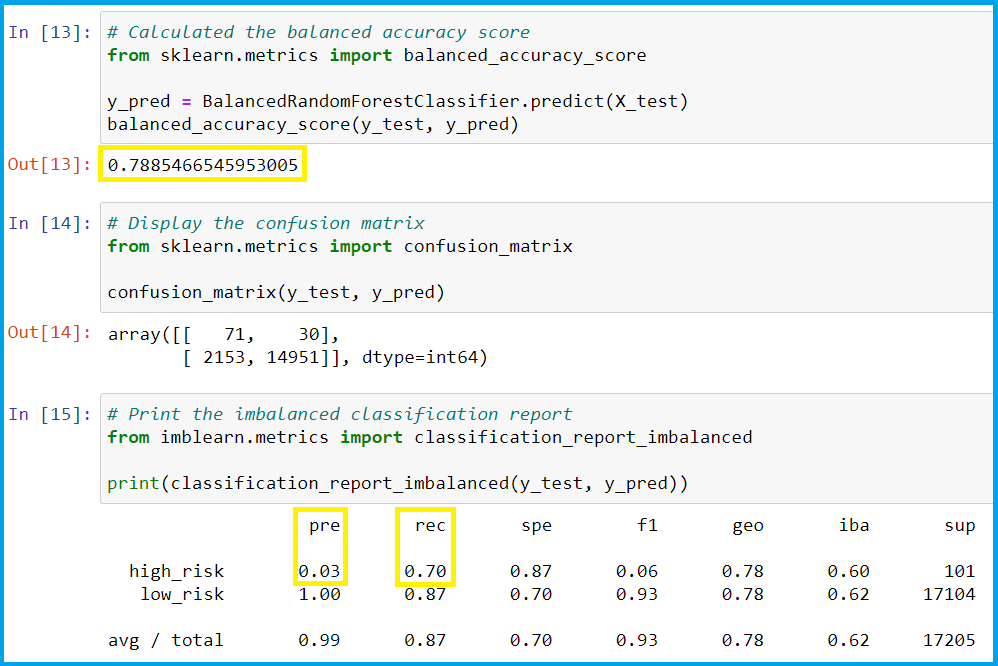 In [13]: # Calculated the balanced accuracy score
from sklearn.metrics import balanced_accuracy_score
y_pred = BalancedRandomForestClassifier.predict(X_test)
balanced_accuracy_score(y_test, y_pred)
Out[13]: 0.7885466545953005
In [14]: # Display the confusion matrix
from sklearn.metrics import confusion_matrix
confusion_matrix(y_test, y_pred)
Out[14]: array([[   71,    30],
       [ 2153, 14951]], dtype=int64)
In [15]: # Print the imbalanced classification report
from imblearn.metrics import classification_report_imbalanced
print(classification_report_imbalanced(y_test, y_pred))
pre rec spe f1 geo iba sup
high_risk 0.03 0.70 0.87 0.06 0.78 0.60 101
low_risk 1.00 0.87 0.70 0.93 0.78 0.62 17104
avg / total 0.99 0.87 0.70 0.93 0.78 0.62 17205